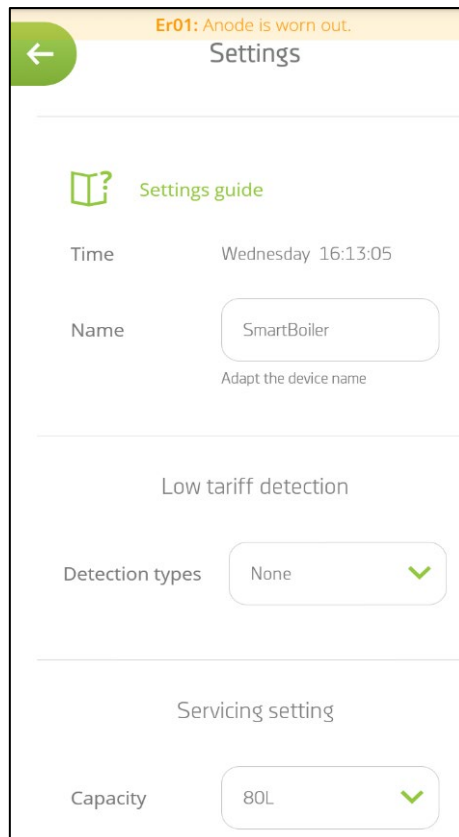 Er01: Anode is worn out.
Settings
Settings guide
Time Wednesday 16:13:05
Name SmartBoiler
Adapt the device name
Low tariff detection
Detection types None
Servicing setting
Capacity 80L